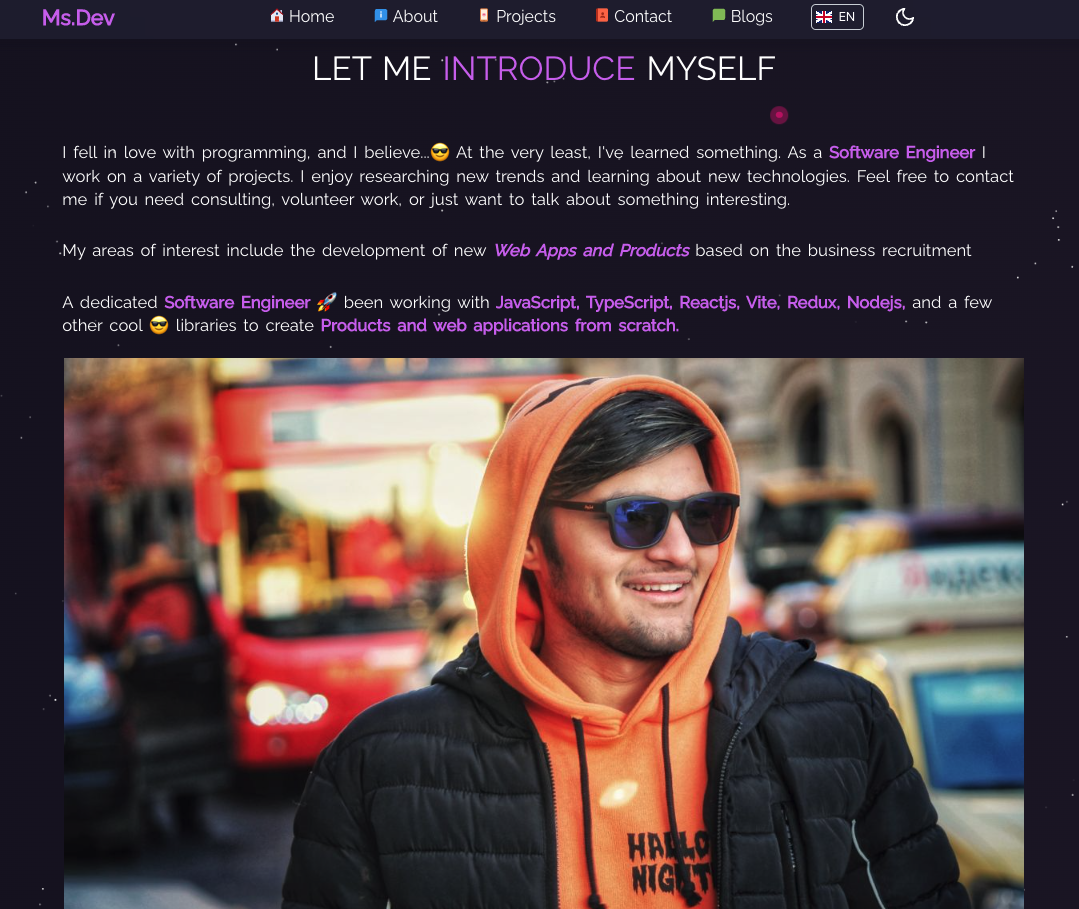 Ms.Dev
Home
About
Projects
Contact
Blogs
EN
LET ME INTRODUCE MYSELF
I fell in love with programming, and I believe...😎 At the very least, I've learned something. As a Software Engineer I
work on a variety of projects. I enjoy researching new trends and learning about new technologies. Feel free to contact
me if you need consulting, volunteer work, or just want to talk about something interesting.
My areas of interest include the development of new Web Apps and Products based on the business recruitment
A dedicated Software Engineer 🚀 been working with JavaScript, TypeScript, Reactjs, Vite, Redux, Nodejs, and a few
other cool 😎 libraries to create Products and web applications from scratch.
Яндекс
HALLO
NIGHT